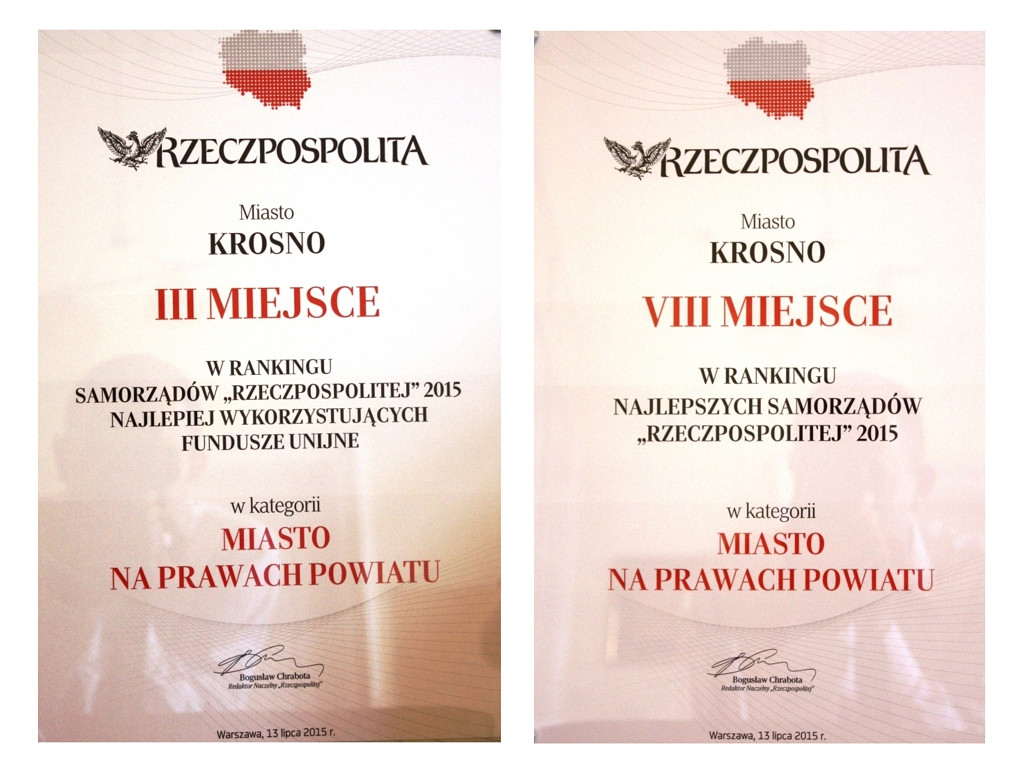 RZECZPOSPOLITA
Miasto
KROSNO
III MIEJSCE
W RANKINGU
SAMORZĄDÓW „RZECZPOSPOLITEJ” 2015
NAJLEPIEJ WYKORZYSTUJĄCYCH
FUNDUSZE UNIJNE
w kategorii
MIASTO
NA PRAWACH POWIATU
Bogusław Chrabota
Redaktor Naczelny „Rzeczpospolitej”
Warszawa, 13 lipca 2015 r.
RZECZPOSPOLITA
Miasto
KROSNO
VIII MIEJSCE
W RANKINGU
NAJLEPSZYCH SAMORZĄDÓW
„RZECZPOSPOLITEJ” 2015
w kategorii
MIASTO
NA PRAWACH POWIATU
Bogusław Chrabota
Redaktor Naczelny „Rzeczpospolitej”
Warszawa, 13 lipca 2015 r.